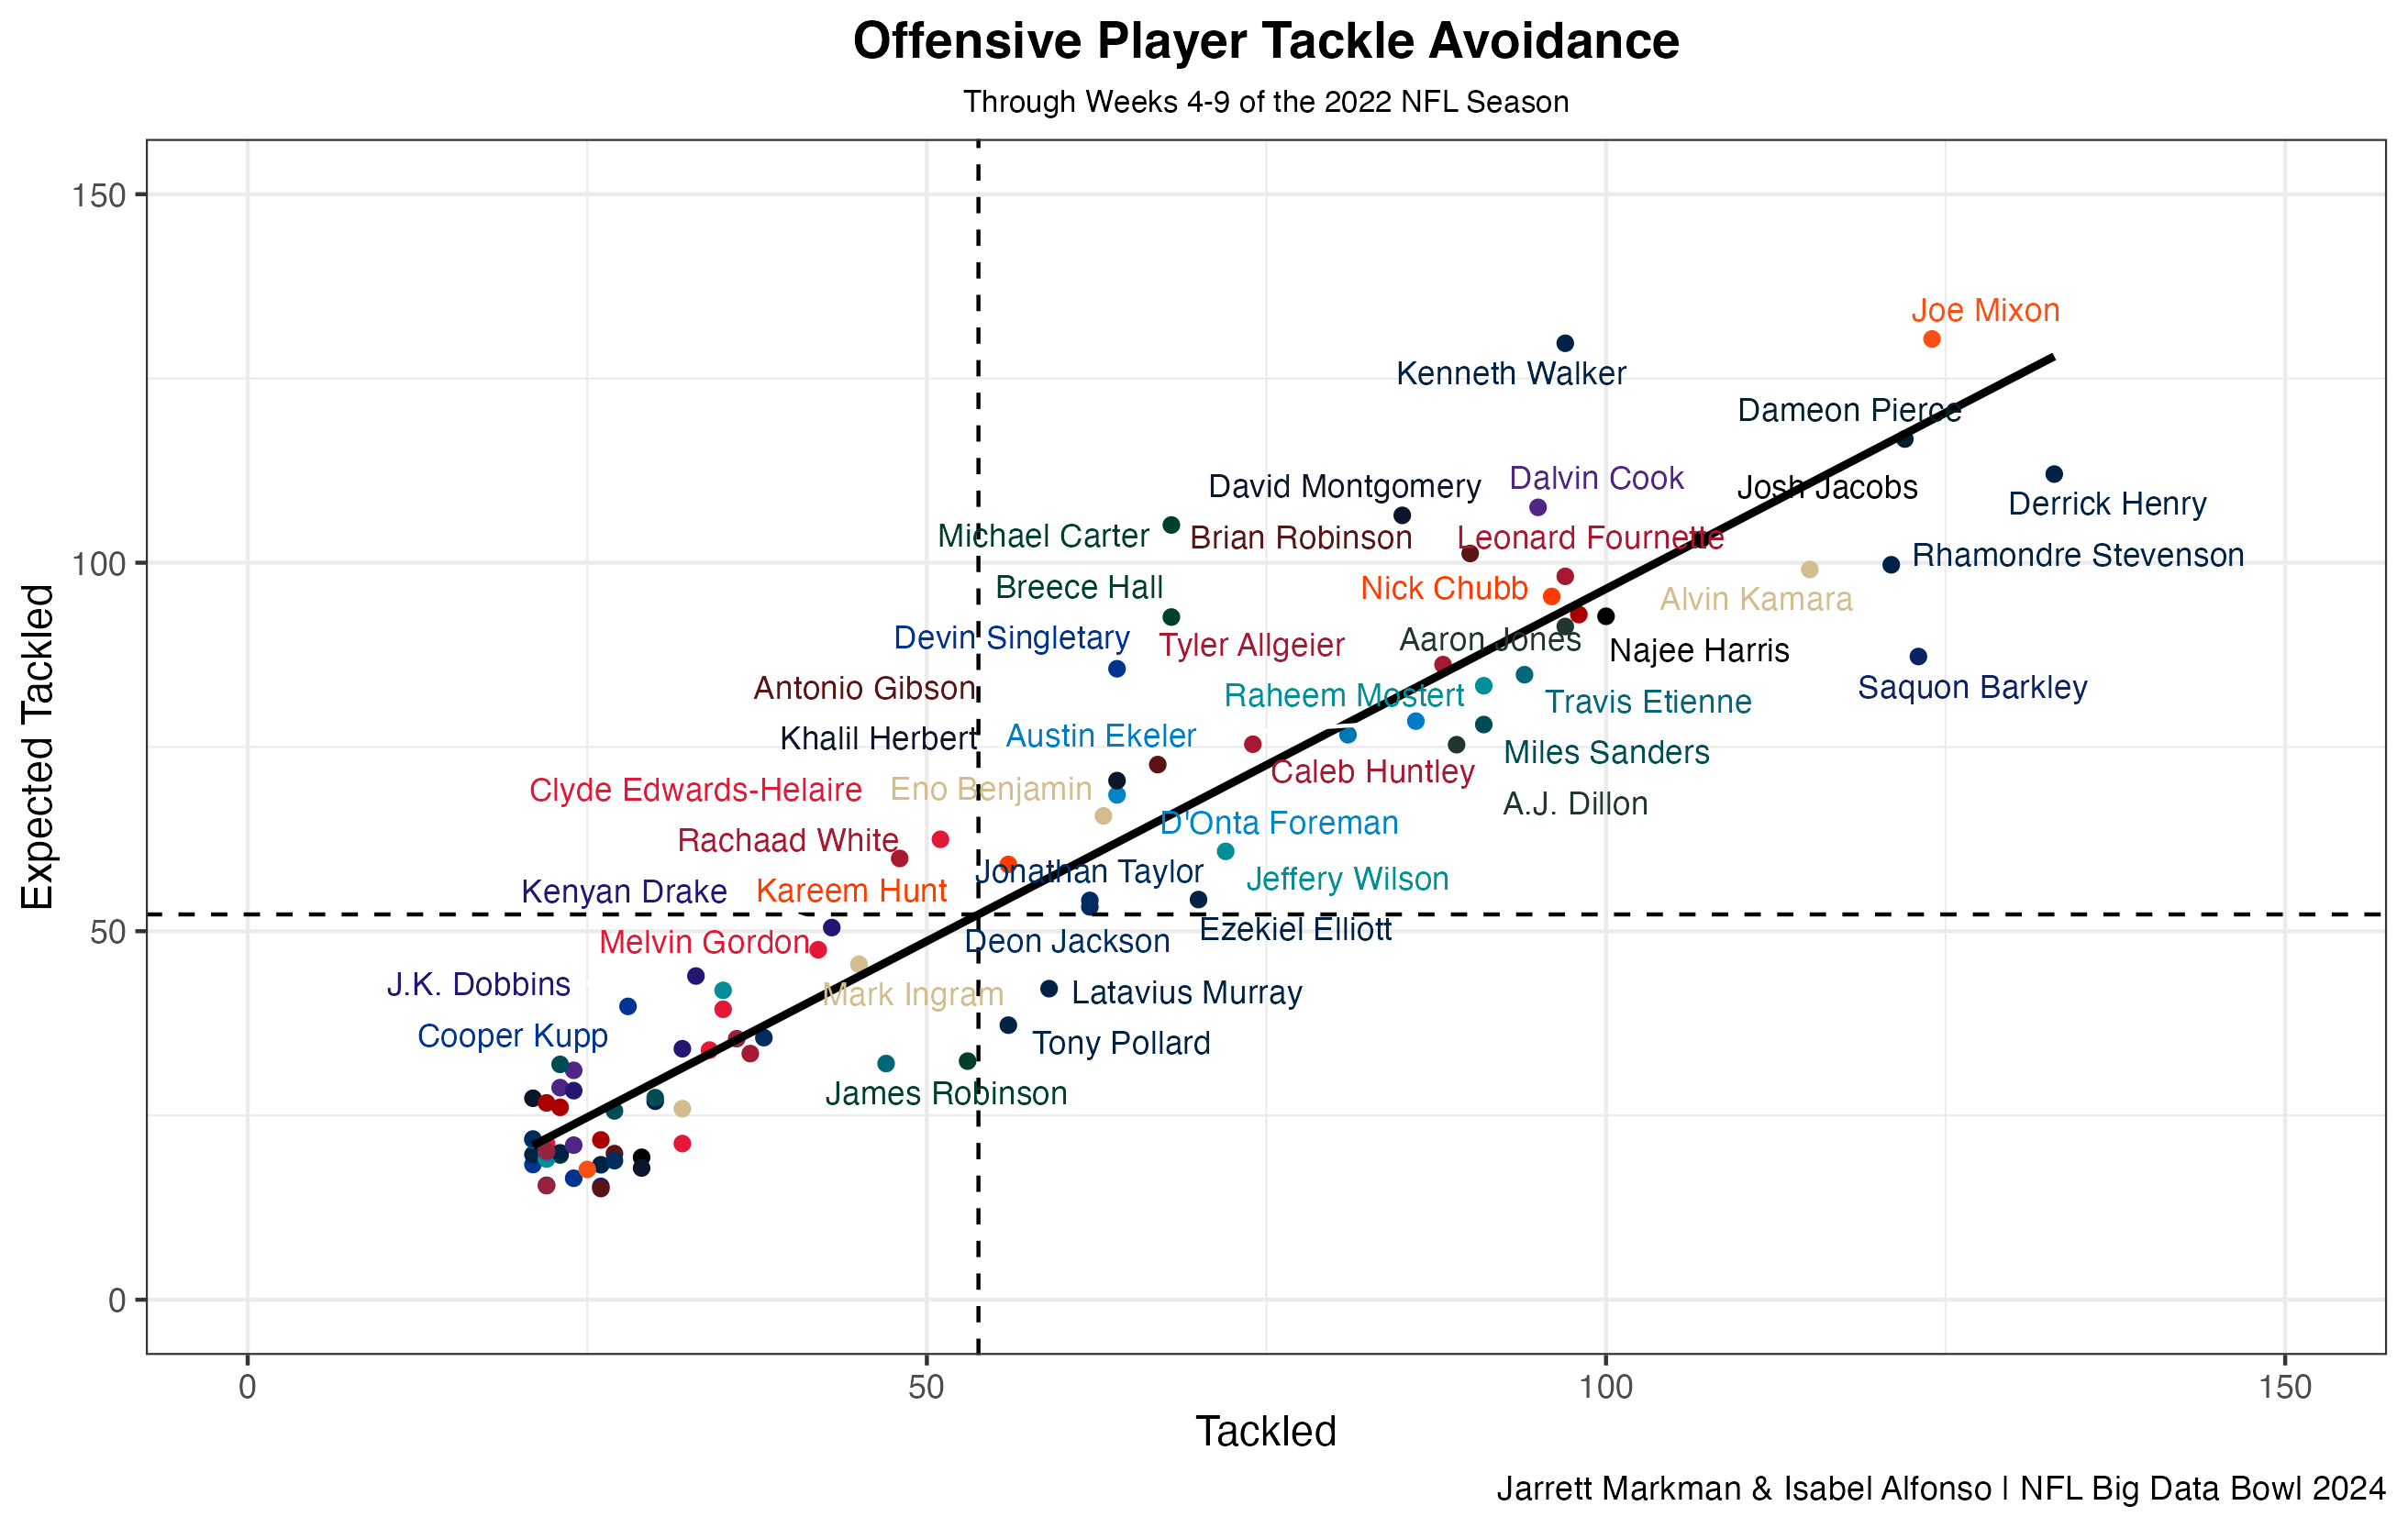 Offensive Player Tackle Avoidance
Through Weeks 4-9 of the 2022 NFL Season
Expected Tackled
150
100
50
0
Joe Mixon
Kenneth Walker
Dameon Pierce
David Montgomery
Dalvin Cook
Josh Jacobs
Derrick Henry
Michael Carter
Brian Robinson
Leonard Fournette
Rhamondre Stevenson
Breece Hall
Nick Chubb
Alvin Kamara
Devin Singletary
Tyler Allgeier
Aaron Jones
Najee Harris
Antonio Gibson
Raheem Mostert
Travis Etienne
Saquon Barkley
Khalil Herbert
Austin Ekeler
Miles Sanders
Clyde Edwards-Helaire
Eno Benjamin
Caleb Huntley
A.J. Dillon
Rachaad White
D'Onta Foreman
Kenyan Drake
Kareem Hunt
Jonathan Taylor
Jeffery Wilson
Melvin Gordon
Deon Jackson
Ezekiel Elliott
J.K. Dobbins
Mark Ingram
Latavius Murray
Cooper Kupp
Tony Pollard
James Robinson
0
50
100
150
Tackled
Jarrett Markman & Isabel Alfonso | NFL Big Data Bowl 2024